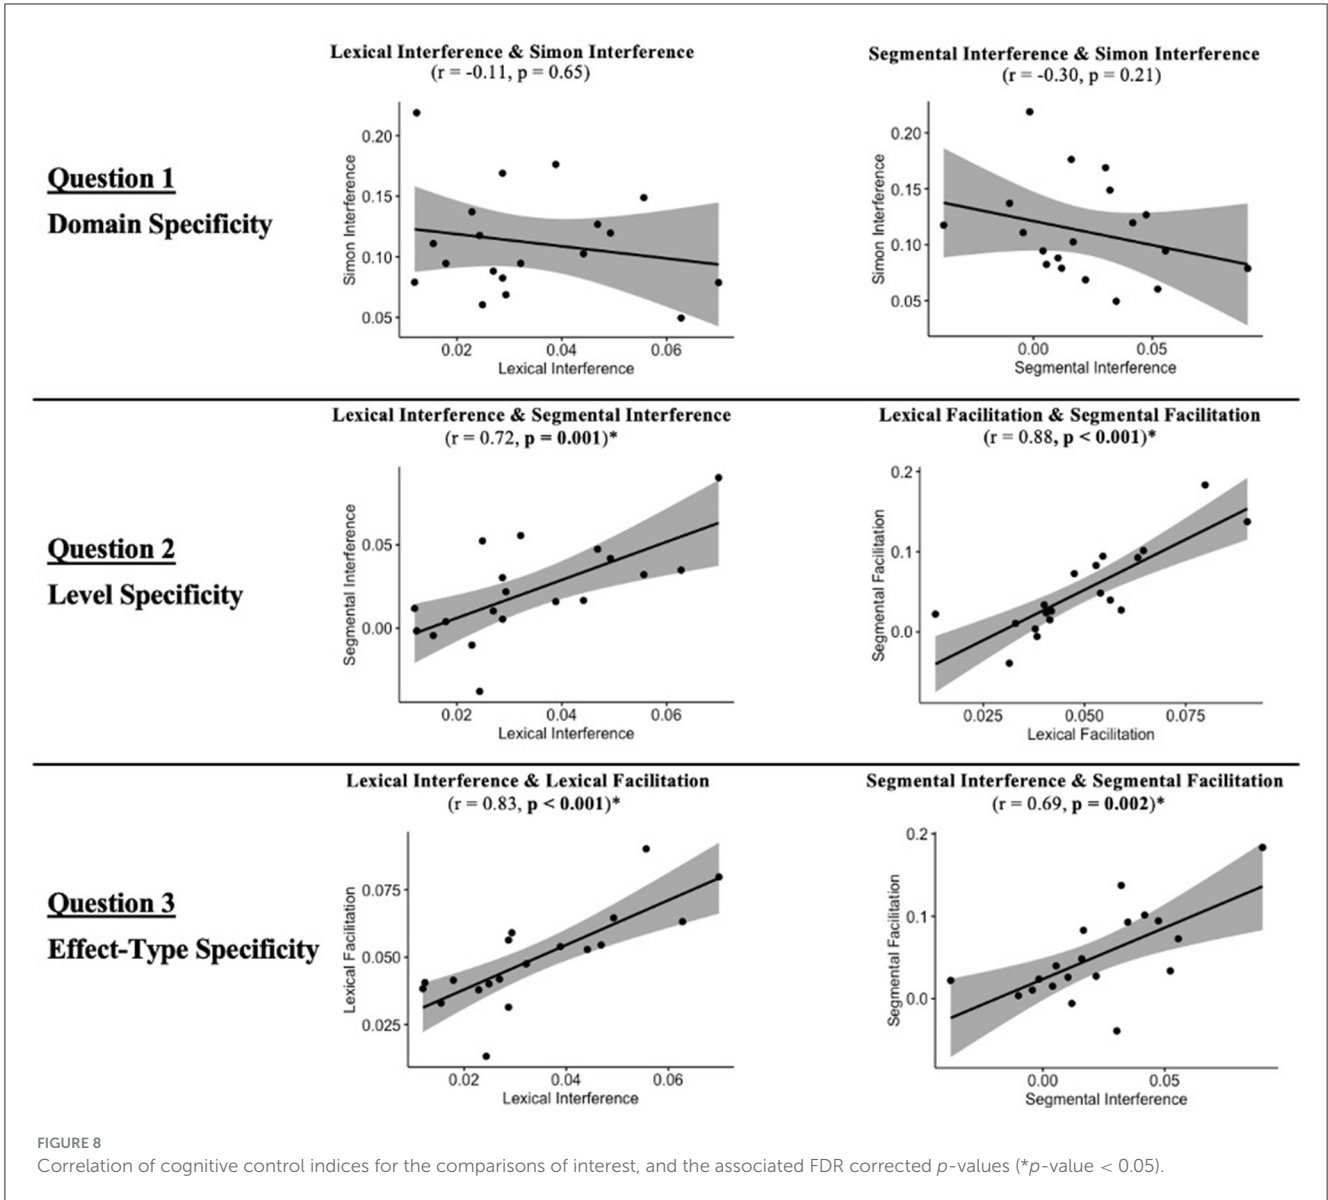 Lexical Interference & Simon Interference
(r = -0.11, p = 0.65)
Segmental Interference & Simon Interference
(r = -0.30, p = 0.21)
Question 1
Domain Specificity
Simon Interference
0.20
0.15
0.10
0.05
0.02 0.04 0.06
Lexical Interference
Simon Interference
0.20
0.15
0.10
0.05
0.00 0.05
Segmental Interference
Lexical Interference & Segmental Interference
(r = 0.72, p = 0.001)*
Lexical Facilitation & Segmental Facilitation
(r = 0.88, p < 0.001)*
Question 2
Level Specificity
Segmental Interference
0.05
0.00
0.02 0.04 0.06
Lexical Interference
Segmental Facilitation
0.2
0.1
0.0
0.025 0.050 0.075
Lexical Facilitation
Lexical Interference & Lexical Facilitation
(r = 0.83, p < 0.001)*
Segmental Interference & Segmental Facilitation
(r = 0.69, p = 0.002)*
Question 3
Effect-Type Specificity
Lexical Facilitation
0.075
0.050
0.025
0.02 0.04 0.06
Lexical Interference
Segmental Facilitation
0.2
0.1
0.0
0.00 0.05
Segmental Interference
FIGURE 8
Correlation of cognitive control indices for the comparisons of interest, and the associated FDR corrected p-values (*p-value < 0.05).